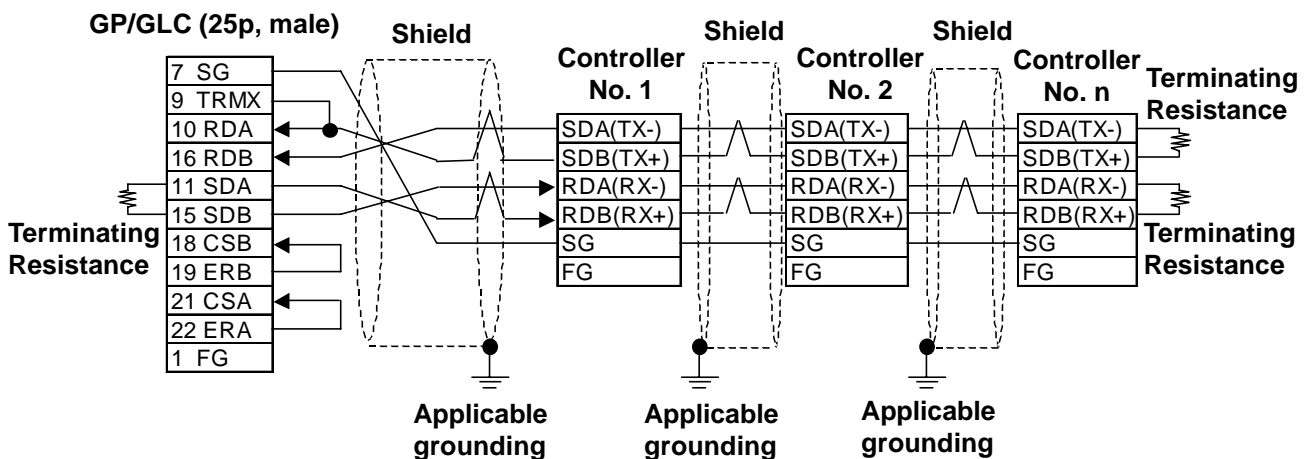 GP/GLC (25p, male)
7 SG
9 TRMX
10 RDA
16 RDB
11 SDA
15 SDB
18 CSB
19 ERB
21 CSA
22 ERA
1 FG
Terminating
Resistance
Shield
Controller
No. 1
SDA(TX-)
SDB(TX+)
RDA(RX-)
RDB(RX+)
SG
FG
Shield
Controller
No. 2
SDA(TX-)
SDB(TX+)
RDA(RX-)
RDB(RX+)
SG
FG
Shield
Controller
No. n
SDA(TX-)
SDB(TX+)
RDA(RX-)
RDB(RX+)
SG
FG
Terminating
Resistance
Terminating
Resistance
Applicable
grounding
Applicable
grounding
Applicable
grounding